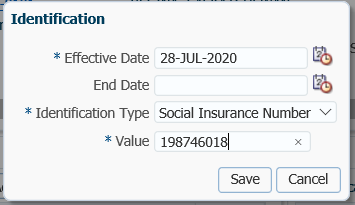 Identification
* Effective Date 28-JUL-2020
End Date
* Identification Type Social Insurance Number
* Value 198746018
Save Cancel